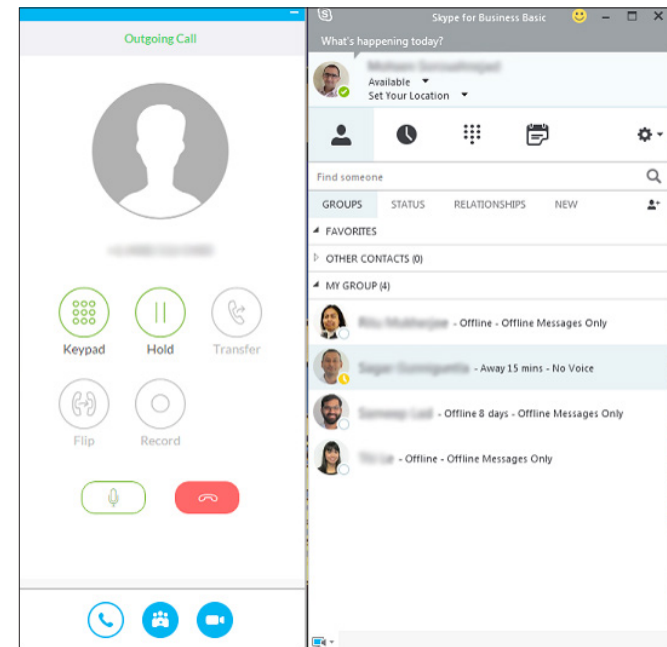 Outgoing Call
Keypad
Hold
Transfer
Flip
Record
Skype for Business Basic
What's happening today?
Available
Set Your Location
Find someone
GROUPS STATUS RELATIONSHIPS NEW
FAVORITES
OTHER CONTACTS (0)
MY GROUP (4)
- Offline - Offline Messages Only
- Away 15 mins - No Voice
- Offline 8 days - Offline Messages Only
- Offline - Offline Messages Only